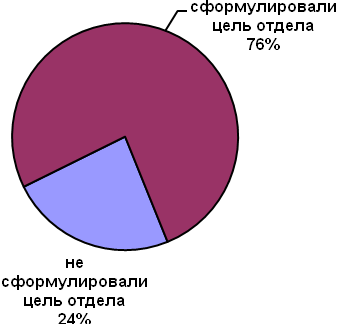 сформулировали
цель отдела
76%
не
сформулировали
цель отдела
24%